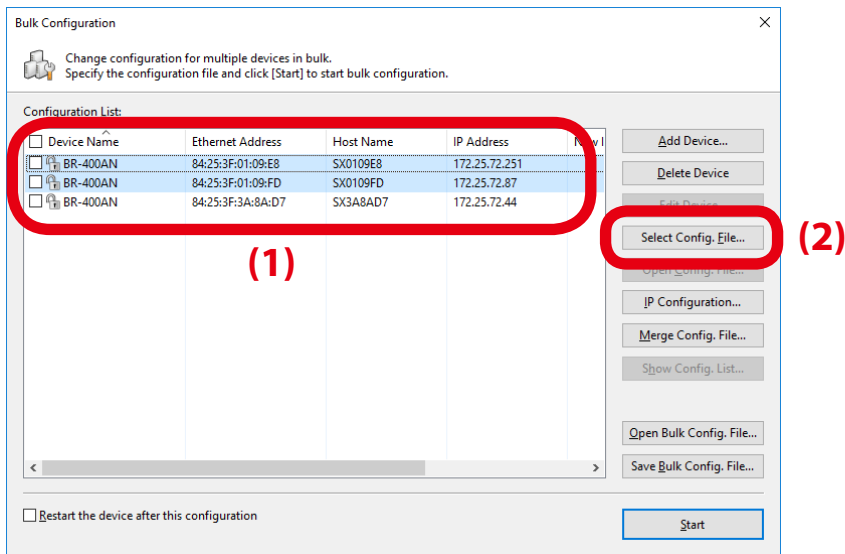 Bulk Configuration
Change configuration for multiple devices in bulk.
Specify the configuration file and click [Start] to start bulk configuration.
Configuration List:
Device Name Ethernet Address Host Name IP Address
BR-400AN 84:25:3F:01:09:E8 SX0109E8 172.25.72.251
BR-400AN 84:25:3F:01:09:FD SX0109FD 172.25.72.87
BR-400AN 84:25:3F:3A:8A:D7 SX3A8AD7 172.25.72.44
(1)
Add Device...
Delete Device
Edit Device...
Select Config. File...
(2)
Open Config. File...
IP Configuration...
Merge Config. File...
Show Config. List...
Open Bulk Config. File...
Save Bulk Config. File...
Restart the device after this configuration
Start